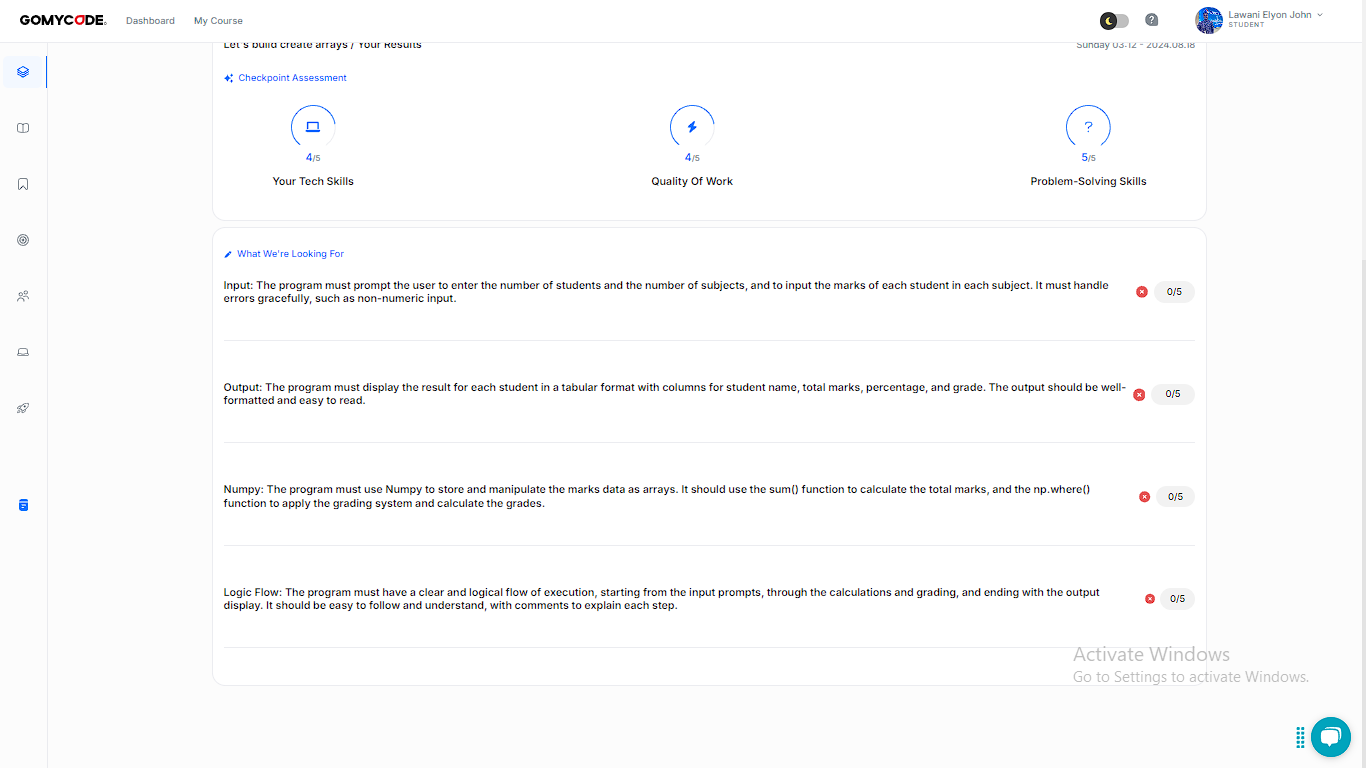 GOMYCODE.
Dashboard
My Course
Lawani Elyon John
STUDENT
Let's build create arrays / Your Results
Sunday 03:12 - 2024.08.18
Checkpoint Assessment
4/5
4/5
5/5
Your Tech Skills
Quality Of Work
Problem-Solving Skills
What We're Looking For
Input: The program must prompt the user to enter the number of students and the number of subjects, and to input the marks of each student in each subject. It must handle
errors gracefully, such as non-numeric input.
0/5
Output: The program must display the result for each student in a tabular format with columns for student name, total marks, percentage, and grade. The output should be well-
formatted and easy to read.
0/5
Numpy: The program must use Numpy to store and manipulate the marks data as arrays. It should use the sum() function to calculate the total marks, and the np.where()
function to apply the grading system and calculate the grades.
0/5
Logic Flow: The program must have a clear and logical flow of execution, starting from the input prompts, through the calculations and grading, and ending with the output
display. It should be easy to follow and understand, with comments to explain each step.
0/5
Activate Windows
Go to Settings to activate Windows.